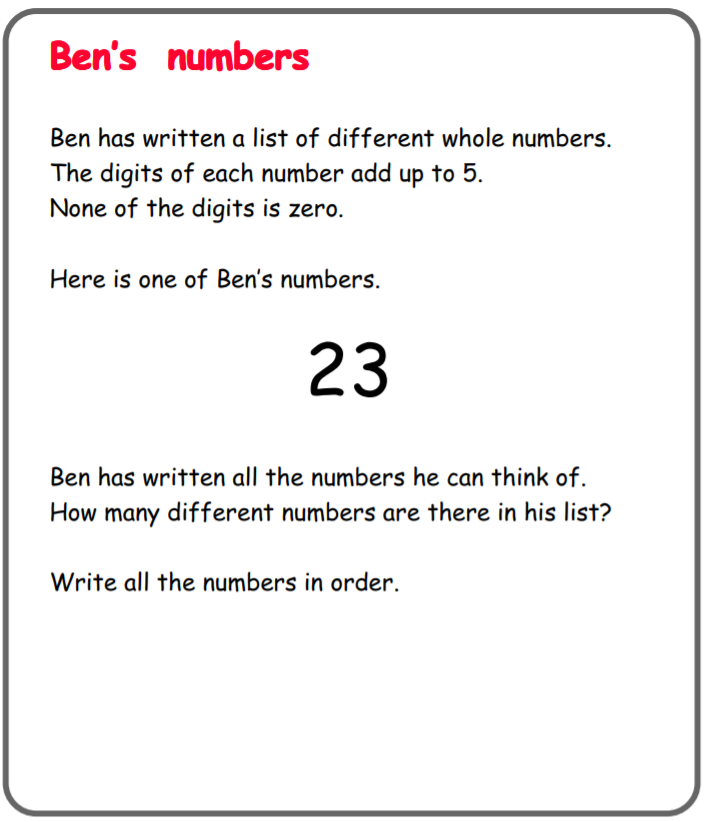 Ben's numbers
Ben has written a list of different whole numbers.
The digits of each number add up to 5.
None of the digits is zero.
Here is one of Ben's numbers.
23
Ben has written all the numbers he can think of.
How many different numbers are there in his list?
Write all the numbers in order.